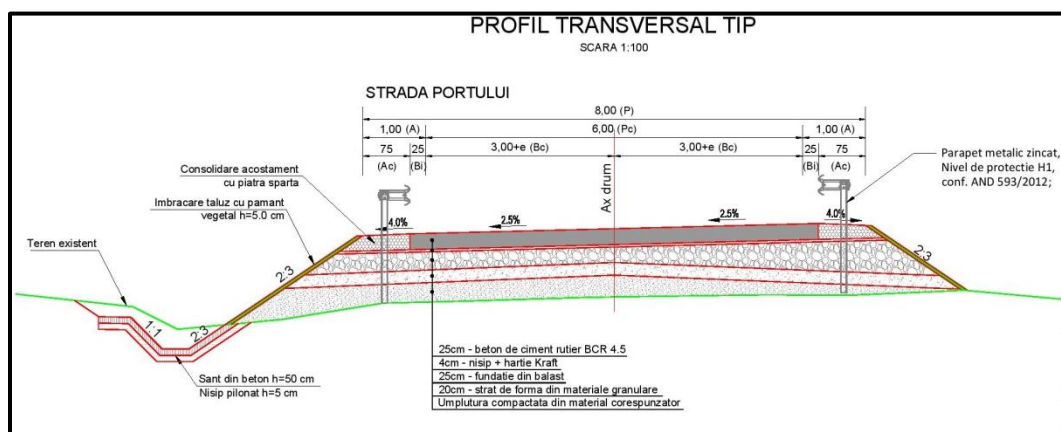 PROFIL TRANSVERSAL TIP
SCARA 1:100
STRADA PORTULUI
8,00 (P)
1,00 (A)
6,00 (Pc)
1,00 (A)
75
25
3,00+e (Bc)
3,00+e (Bc)
25
75
(Ac)
(Bi)
(Bi)
(Ac)
Ax drum
Parapet metalic zincat,
Nivel de protectie H1,
conf. AND 593/2012;
Consolidare acostament
cu piatra sparta
Imbracare taluz cu pamant
vegetal h=5.0 cm
Teren existent
4.0%
2.5%
2.5%
4.0%
2:3
2:3
1:1
2:3
Sant din beton h=50 cm
Nisip pilonat h=5 cm
25cm - beton de ciment rutier BCR 4.5
4cm - nisip + hartie Kraft
25cm - fundatie din balast
20cm - strat de forma din materiale granulare
Umplutura compactata din material corespunzator